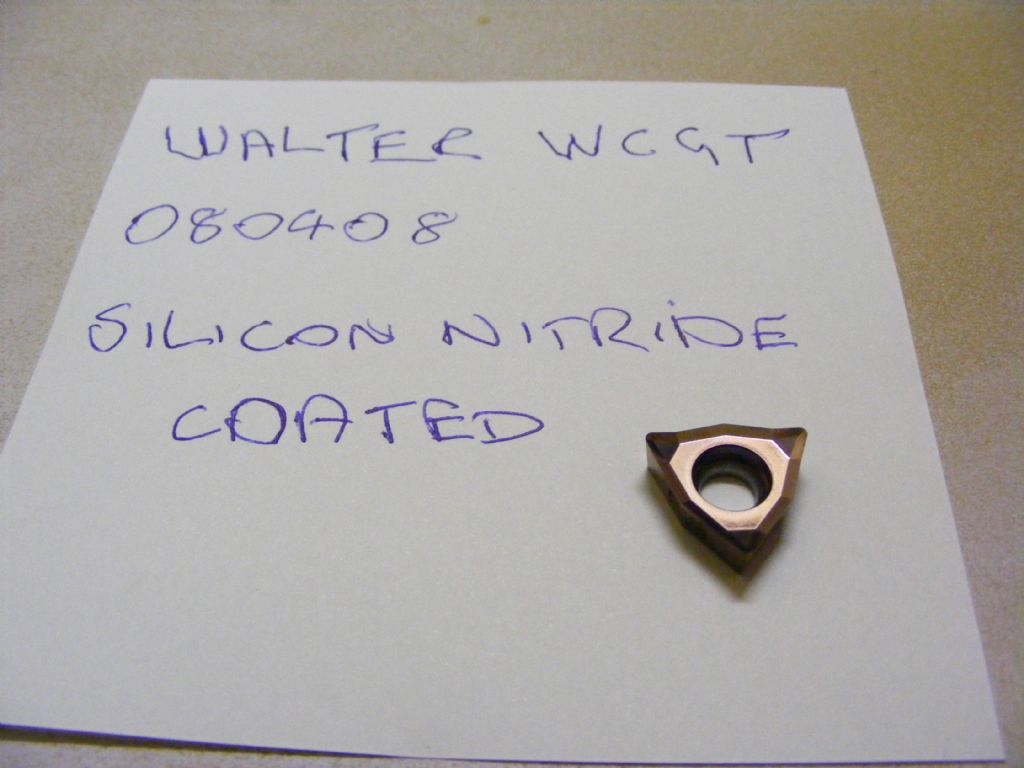 WALTER WCGT
080408
SILICON NITRiDE
COATED